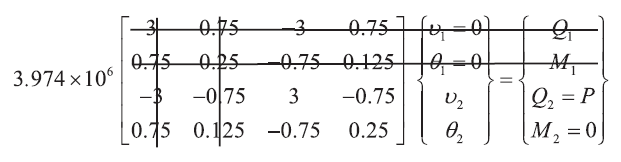 3 0.75 −3 0.75 υ₁ = 0 Q₁
0.75 0.25 −0.75 0.125 θ₁ = 0 M₁
3.974 × 10⁶ =
−3 −0.75 3 −0.75 υ₂ Q₂ = P
0.75 0.125 −0.75 0.25 θ₂ M₂ = 0